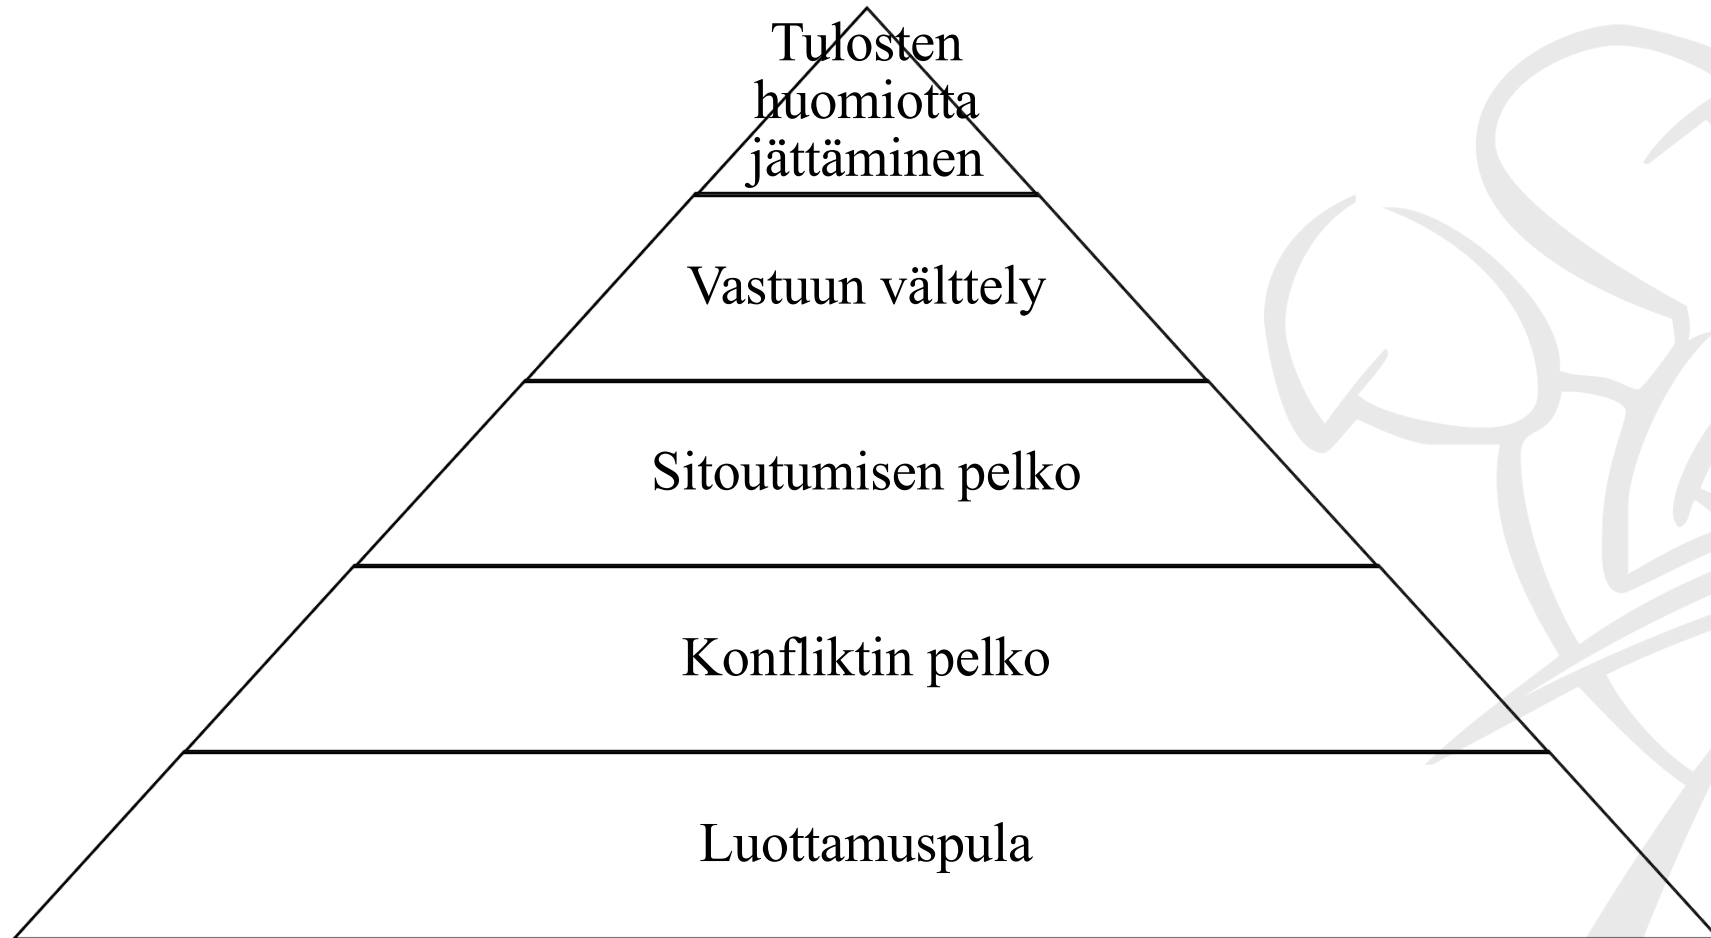 Tulosten
huomiotta
jättäminen
Vastuun välttely
Sitoutumisen pelko
Konfliktin pelko
Luottamuspula